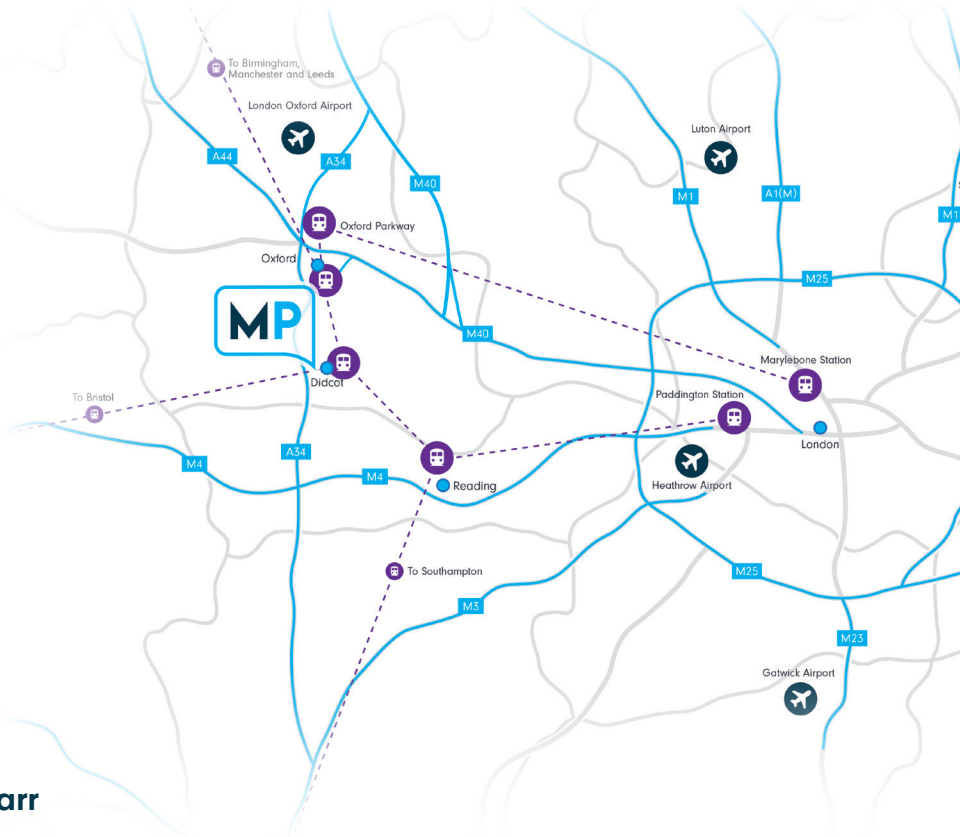 To Birmingham,
Manchester and Leeds
London Oxford Airport
Luton Airport
A44
A34
M40
M1
A1(M)
Oxford Parkway
Oxford
M25
MP
M40
Marylebone Station
Didcot
To Bristol
Paddington Station
London
A34
M4
M4
Reading
Heathrow Airport
To Southampton
M25
M3
M23
Gatwick Airport
arr